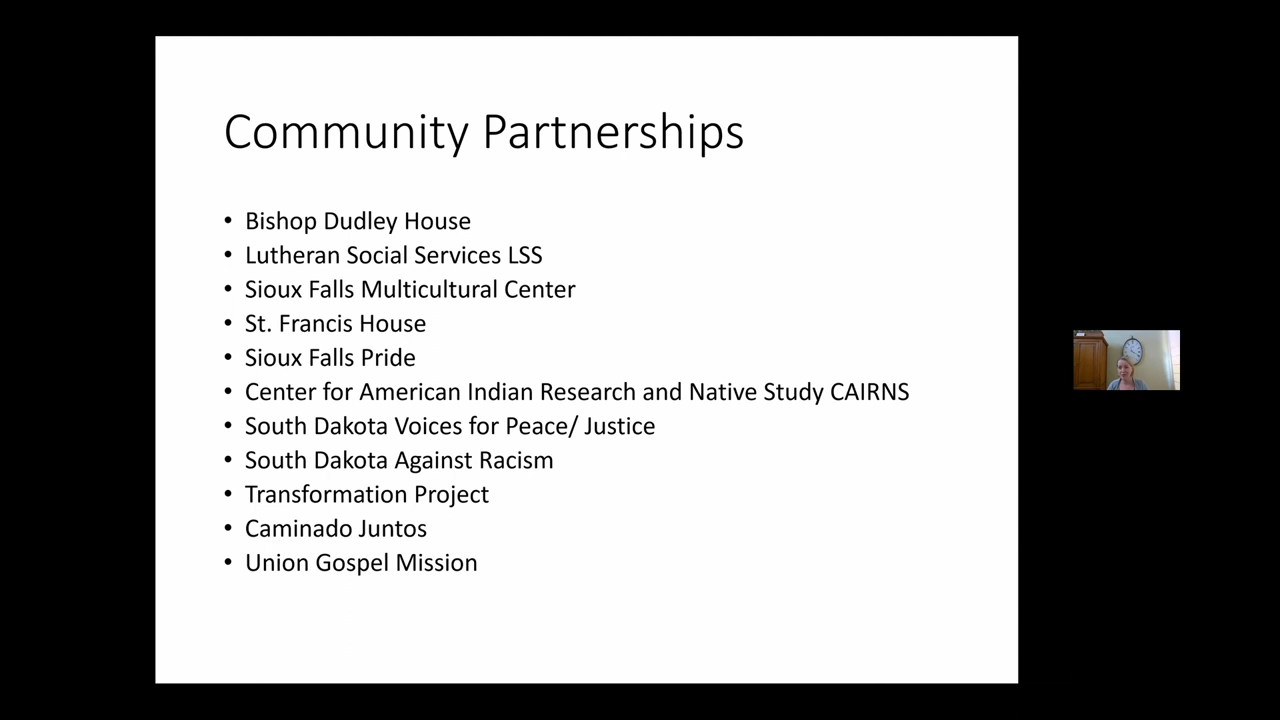 Community Partnerships
• Bishop Dudley House
• Lutheran Social Services LSS
• Sioux Falls Multicultural Center
• St. Francis House
• Sioux Falls Pride
• Center for American Indian Research and Native Study CAIRNS
• South Dakota Voices for Peace/ Justice
• South Dakota Against Racism
• Transformation Project
• Caminado Juntos
• Union Gospel Mission